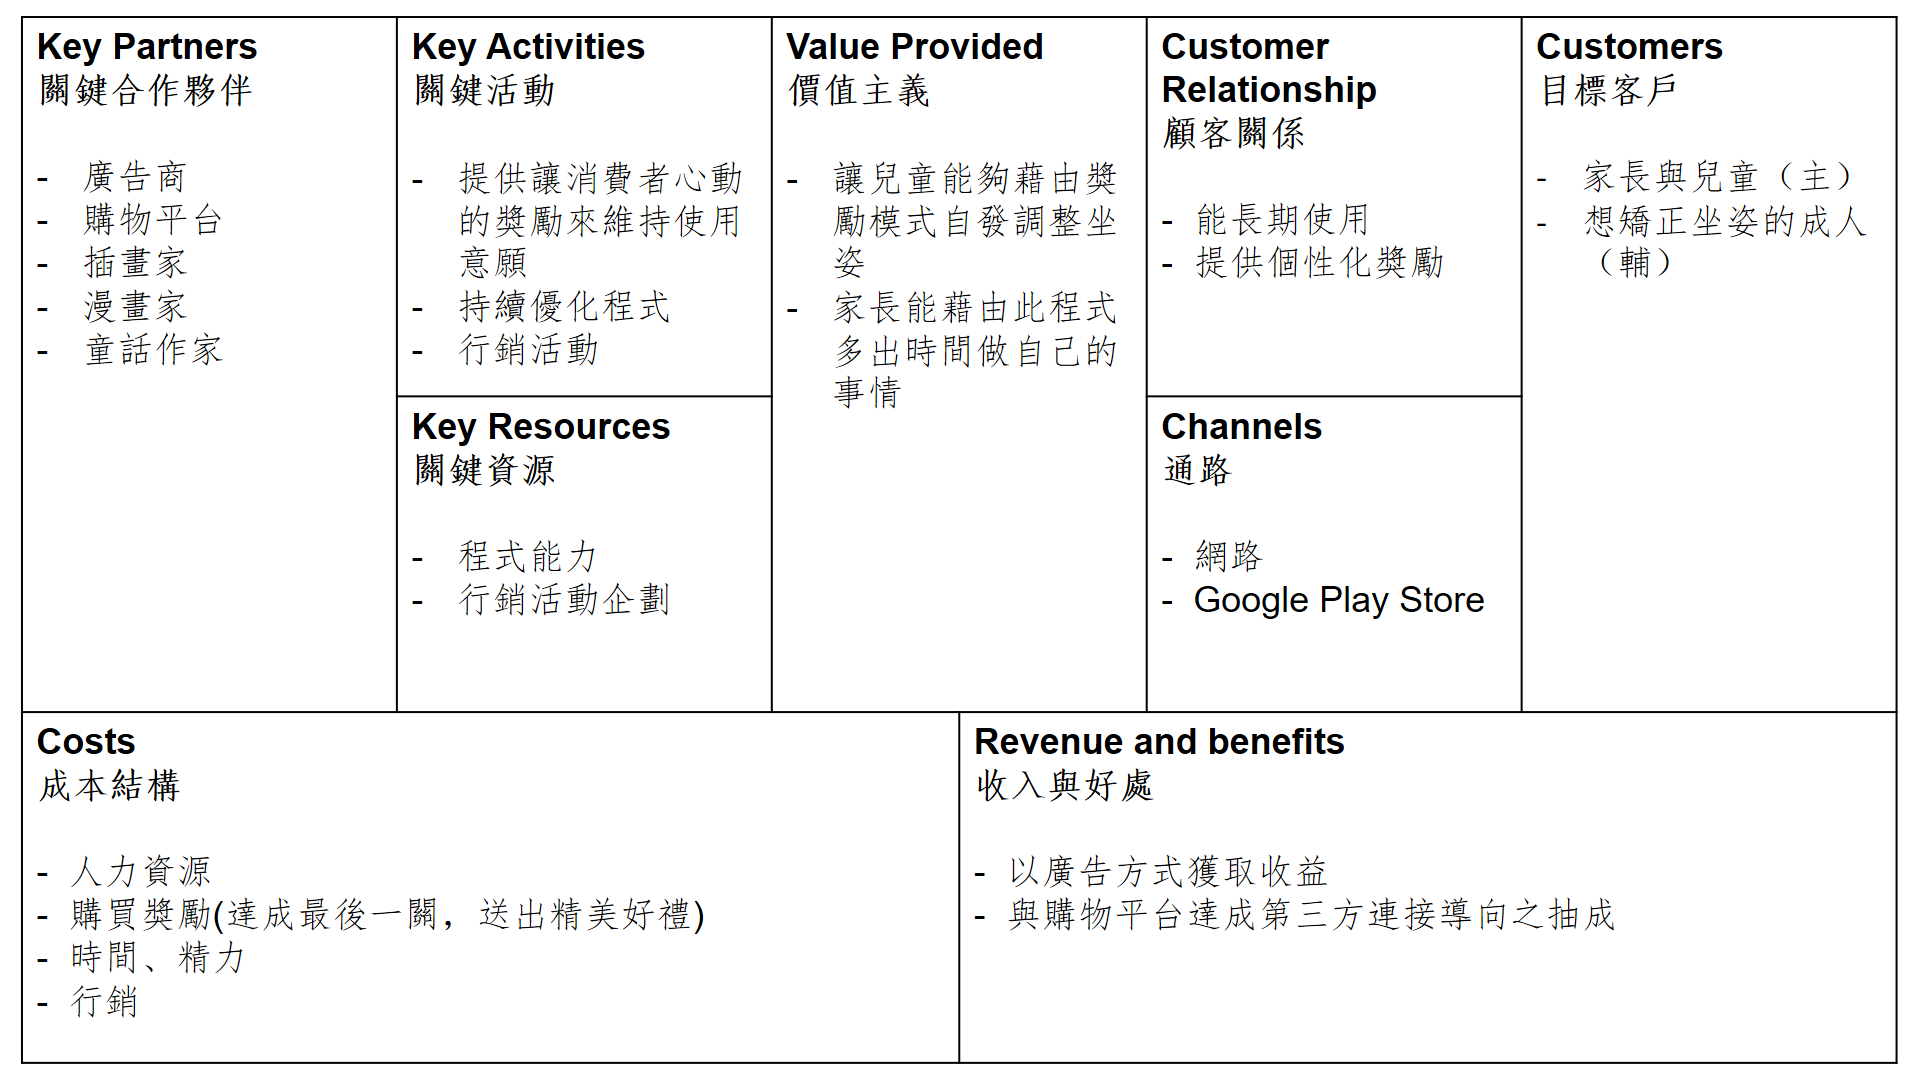 Key Partners
關鍵合作夥伴
- 廣告商
- 購物平台
- 插畫家
- 漫畫家
- 童話作家
Key Activities
關鍵活動
- 提供讓消費者心動
的獎勵來維持使用
意願
- 持續優化程式
- 行銷活動
Key Resources
關鍵資源
- 程式能力
- 行銷活動企劃
Value Provided
價值主義
- 讓兒童能夠藉由獎
勵模式自發調整坐
姿
- 家長能藉由此程式
多出時間做自己的
事情
Customer
Relationship
顧客關係
- 能長期使用
- 提供個性化獎勵
Channels
通路
- 網路
- Google Play Store
Customers
目標客戶
- 家長與兒童（主）
- 想矯正坐姿的成人
（輔）
Costs
成本結構
- 人力資源
- 購買獎勵(達成最後一關，送出精美好禮)
- 時間、精力
- 行銷
Revenue and benefits
收入與好處
- 以廣告方式獲取收益
- 與購物平台達成第三方連接導向之抽成